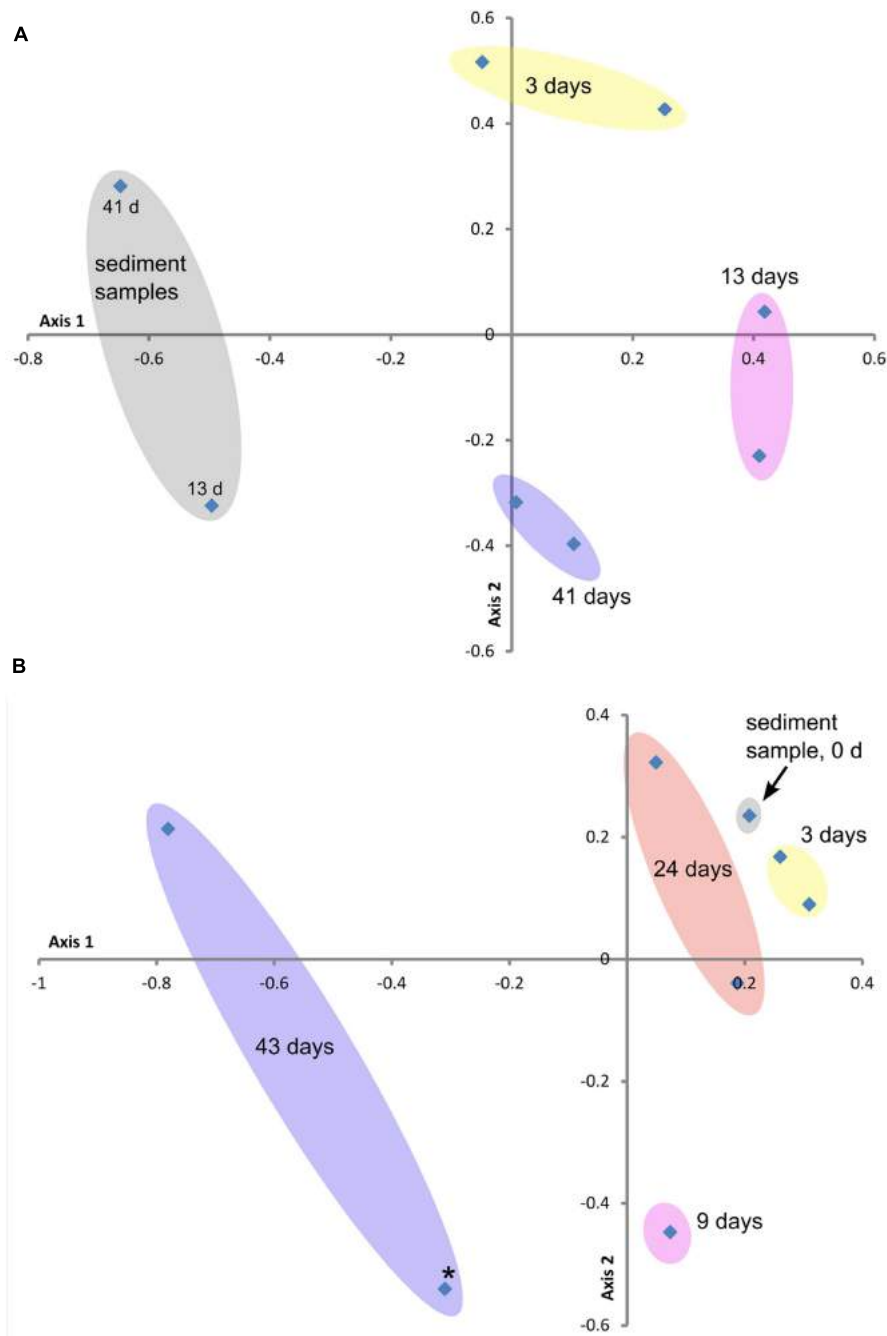 A
0.6
3 days
0.4
41 d
0.2
sediment
13 days
samples
Axis 1
0
-0.8
-0.6
-0.4
-0.2
0.2
0.4
0.6
-0.2
13 d
-0.4
Axis 2
41 days
-0.6
B
0.4
sediment
sample, 0 d
0.2
3 days
24 days
Axis 1
0
-1
-0.8
-0.6
-0.4
-0.2
0.2
0.4
43 days
-0.2
-0.4
9 days
*
Axis 2
-0.6